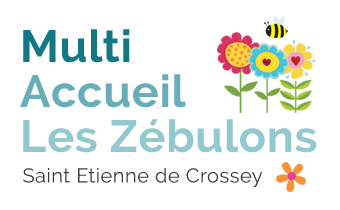 Multi
Accueil
Les Zébulons
Saint Etienne de Crossey